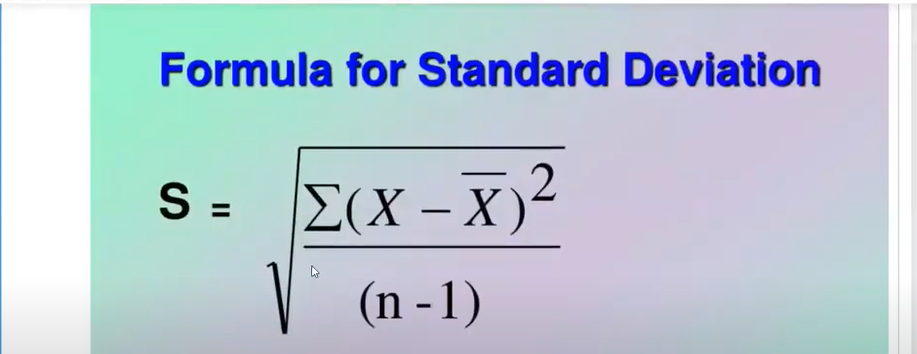 Formula for Standard Deviation
S = √
Σ(X – X̅)²
(n - 1)